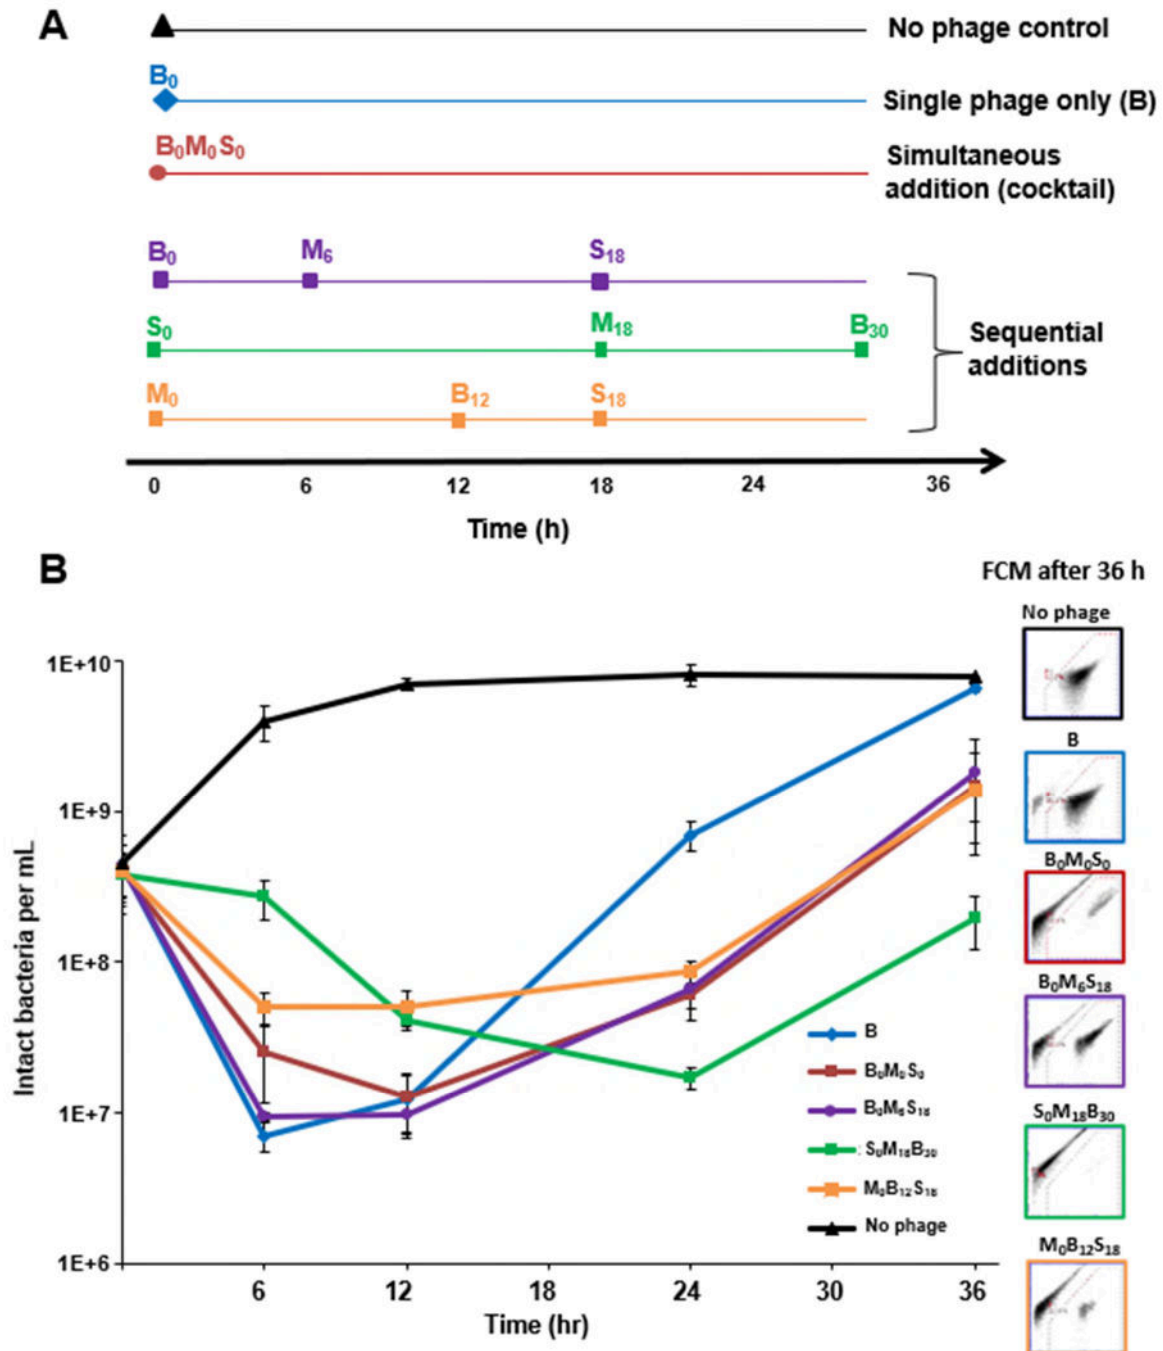 A
No phage control
B₀
Single phage only (B)
B₀M₀S₀
Simultaneous
addition (cocktail)
B₀ M₆ S₁₈
S₀ M₁₈ B₃₀
Sequential
additions
M₀ B₁₂ S₁₈
0 6 12 18 24 36
Time (h)
B
FCM after 36 h
No phage
B
B₀M₀S₀
B₀M₆S₁₈
S₀M₁₈B₃₀
M₀B₁₂S₁₈
Intact bacteria per mL
1E+10
1E+9
1E+8
1E+7
1E+6
B
B₀M₀S₀
B₀M₆S₁₈
S₀M₁₈B₃₀
M₀B₁₂S₁₈
No phage
6 12 18 24 30 36
Time (hr)